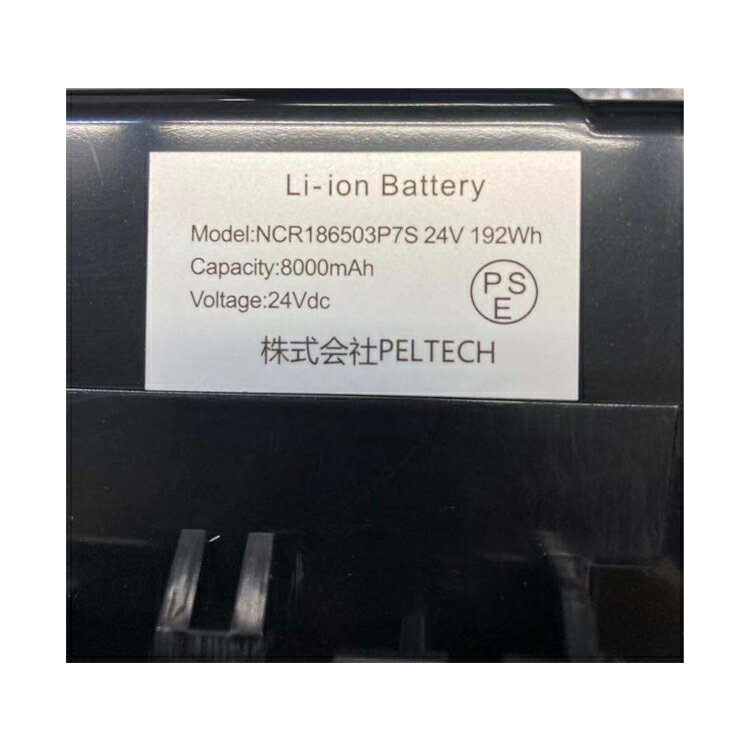 Li-ion Battery
Model:NCR186503P7S 24V 192Wh
Capacity:8000mAh
Voltage:24Vdc
PS
E
株式会社PELTECH